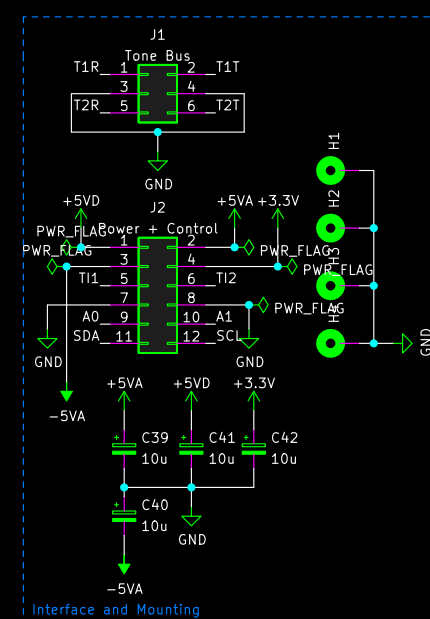 J1
Tone Bus
T1R 1 2 T1T
3 4
T2R 5 6 T2T
GND
H1
H2
H3
H4
GND
+5VD
J2
+5VA +3.3V
PWR_FLAG
Power + Control
PWR_FLAG
1 2
PWR_FLAG
3 4
PWR_FLAG
TI1 5 6 TI2
7 8
PWR_FLAG
A0 9 10 A1
SDA 11 12 SCL
GND
GND
-5VA
+5VA +5VD +3.3V
+ C39 + C41 + C42
10u 10u 10u
+ C40
10u
GND
-5VA
Interface and Mounting